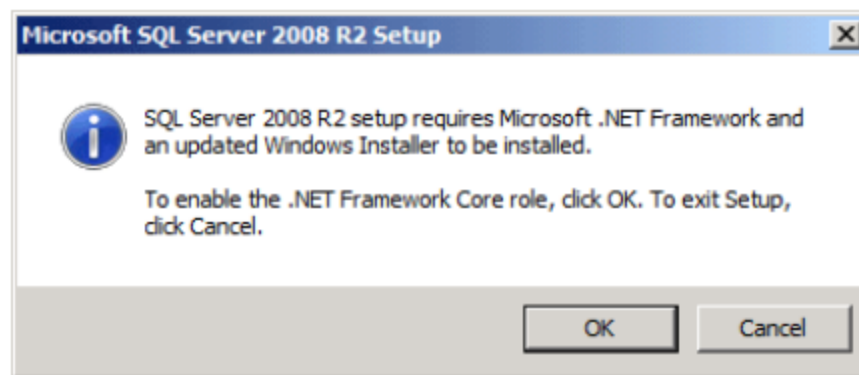 Microsoft SQL Server 2008 R2 Setup
SQL Server 2008 R2 setup requires Microsoft .NET Framework and
an updated Windows Installer to be installed.
To enable the .NET Framework Core role, click OK. To exit Setup,
click Cancel.
OK
Cancel